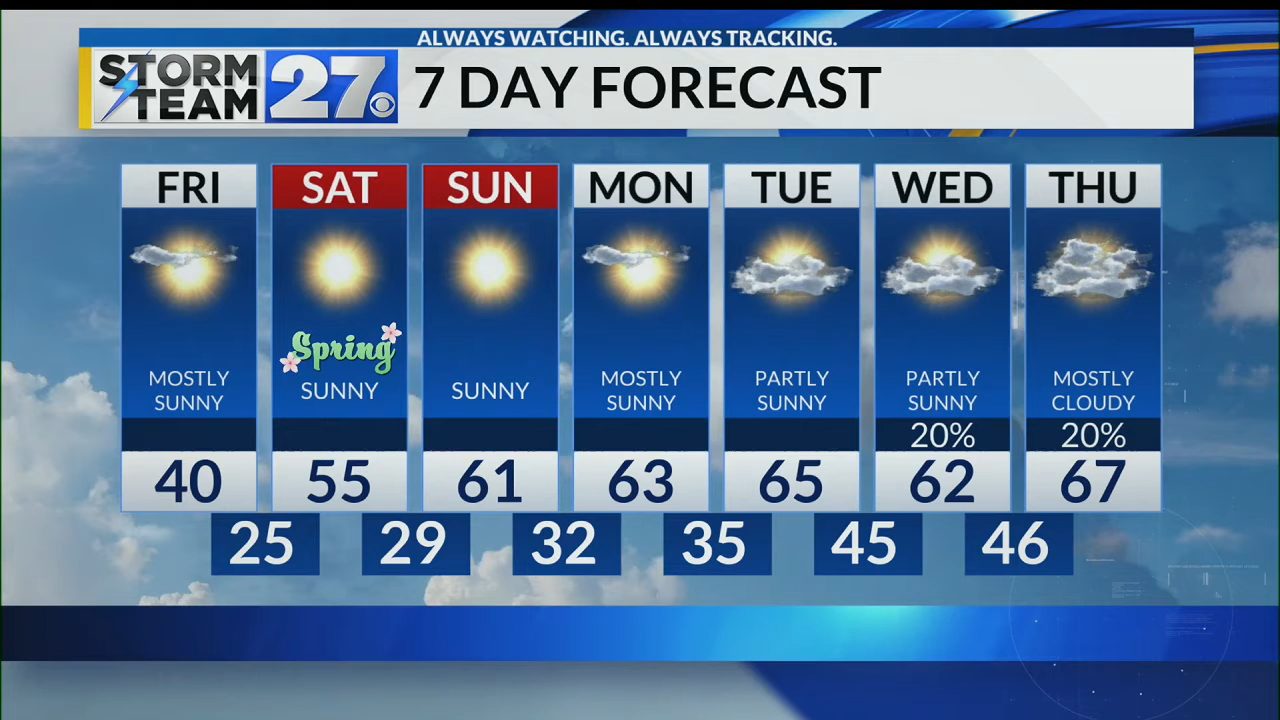 ALWAYS WATCHING. ALWAYS TRACKING.
STORM
TEAM
27
7 DAY FORECAST
FRI SAT SUN MON TUE WED THU
Spring
MOSTLY SUNNY
SUNNY
SUNNY
MOSTLY SUNNY
PARTLY SUNNY
PARTLY SUNNY
MOSTLY CLOUDY
20% 20%
40 55 61 63 65 62 67
25 29 32 35 45 46